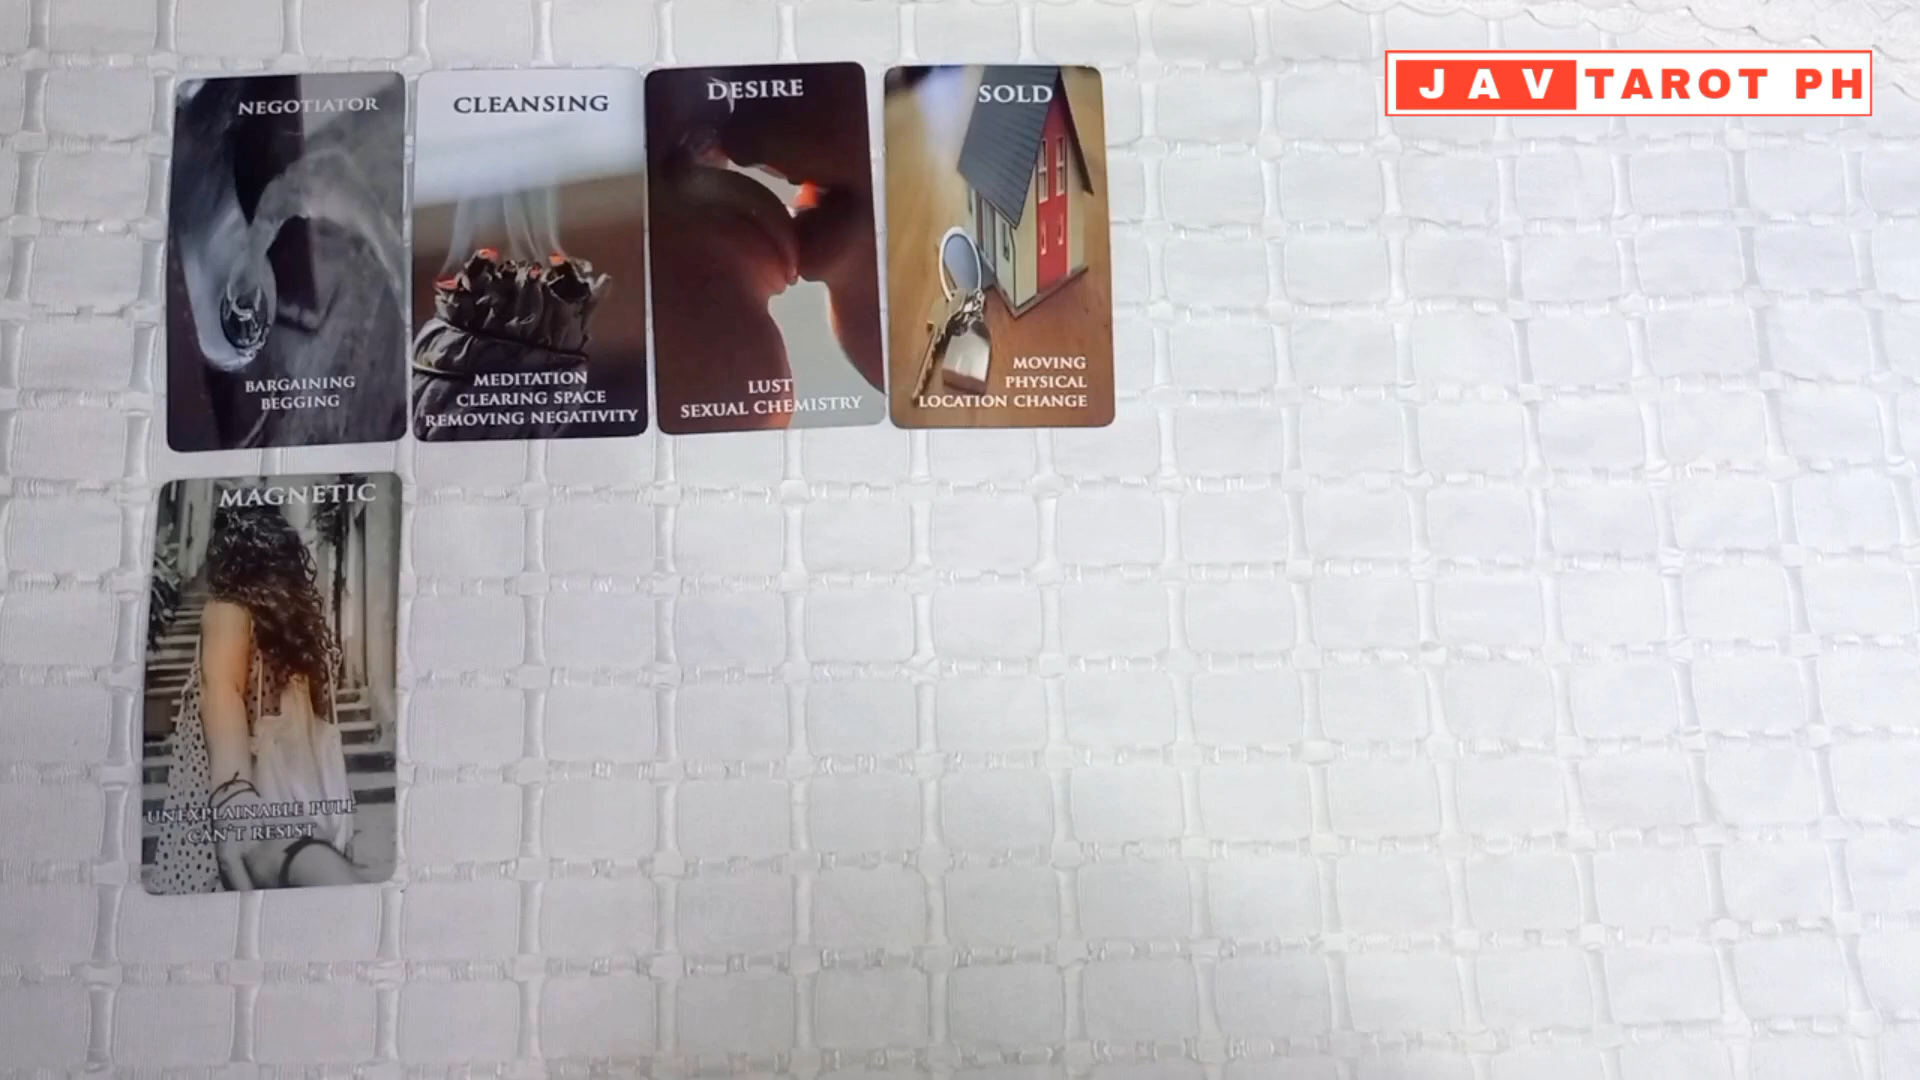 JAV TAROT PH
NEGOTIATOR
BARGAINING
BEGGING
CLEANSING
MEDITATION
CLEARING SPACE
REMOVING NEGATIVITY
DESIRE
LUST
SEXUAL CHEMISTRY
SOLD
MOVING
PHYSICAL
LOCATION CHANGE
MAGNETIC
UNEXPLAINABLE PULL
CAN'T RESIST